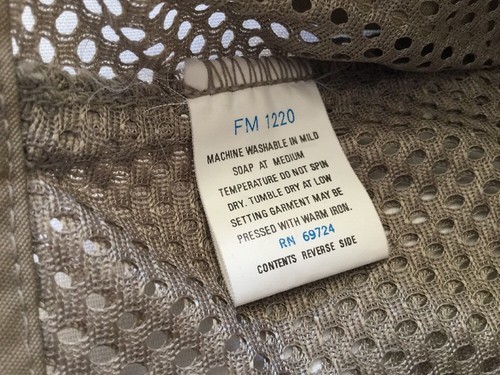 FM 1220
MACHINE WASHABLE IN MILD
SOAP AT MEDIUM
TEMPERATURE DO NOT SPIN
DRY. TUMBLE DRY AT LOW
SETTING GARMENT MAY BE
PRESSED WITH WARM IRON.
RN 69724
CONTENTS REVERSE SIDE